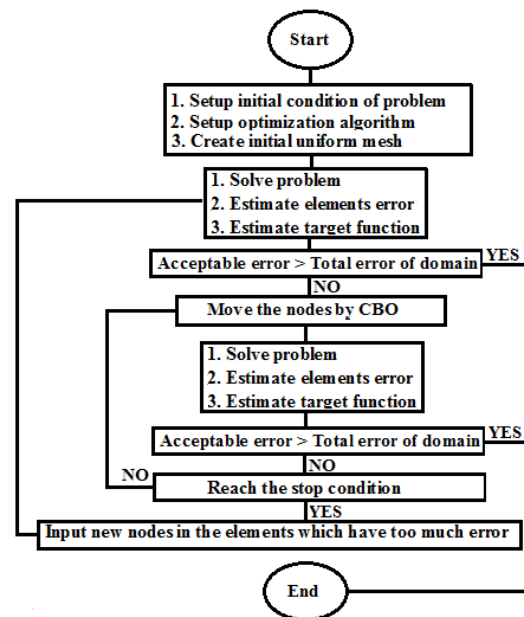 Start
1. Setup initial condition of problem
2. Setup optimization algorithm
3. Create initial uniform mesh
1. Solve problem
2. Estimate elements error
3. Estimate target function
Acceptable error > Total error of domain
YES
NO
Move the nodes by CBO
1. Solve problem
2. Estimate elements error
3. Estimate target function
Acceptable error > Total error of domain
YES
NO
NO
Reach the stop condition
YES
Input new nodes in the elements which have too much error
End